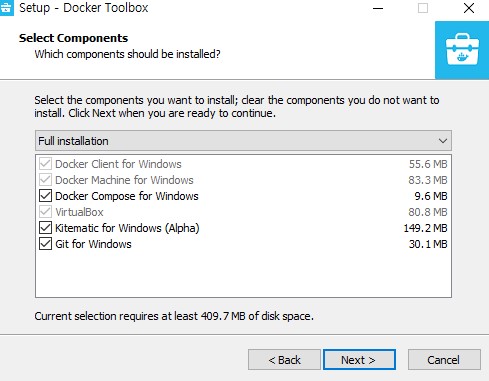 Setup - Docker Toolbox
Select Components
Which components should be installed?
Select the components you want to install; clear the components you do not want to
install. Click Next when you are ready to continue.
Full installation
Docker Client for Windows 55.6 MB
Docker Machine for Windows 83.3 MB
Docker Compose for Windows 9.6 MB
VirtualBox 80.8 MB
Kitematic for Windows (Alpha) 149.2 MB
Git for Windows 30.1 MB
Current selection requires at least 409.7 MB of disk space.
< Back Next > Cancel